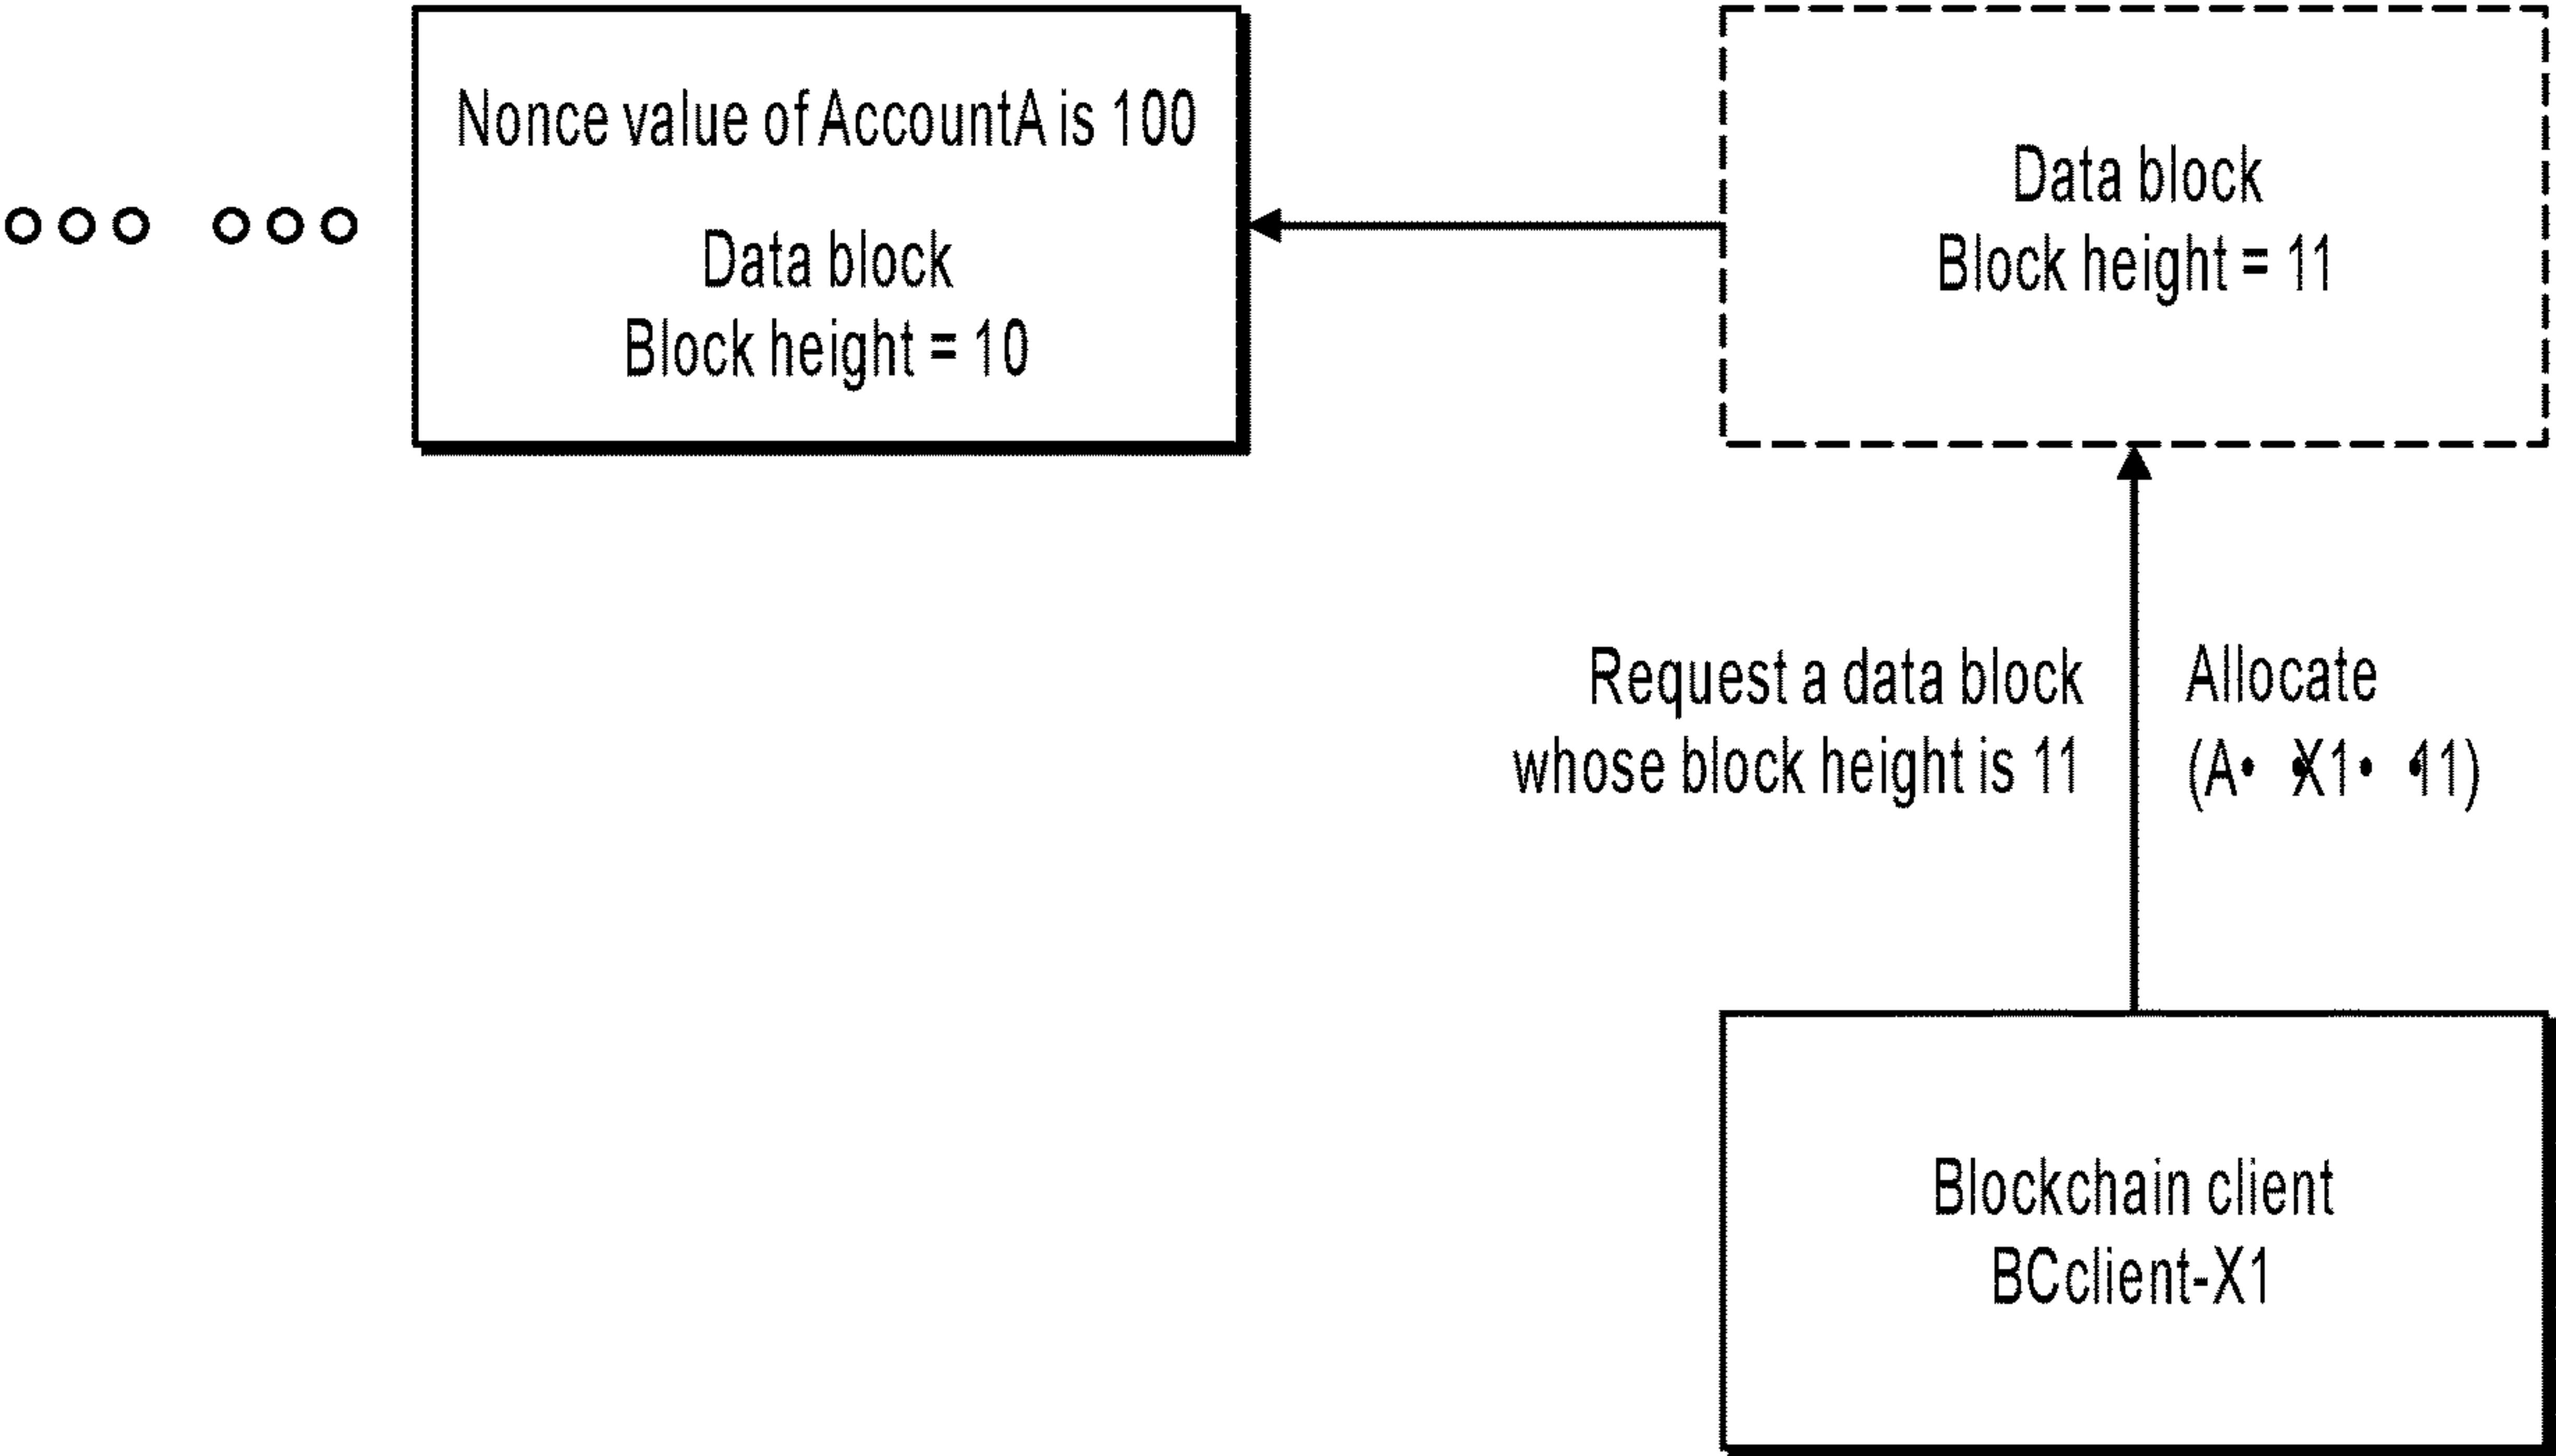 Nonce value of AccountA is 100
Data block
Block height = 10
Data block
Block height = 11
Request a data block
whose block height is 11
Allocate
(A• •X1• •11)
Blockchain client
BCclient-X1